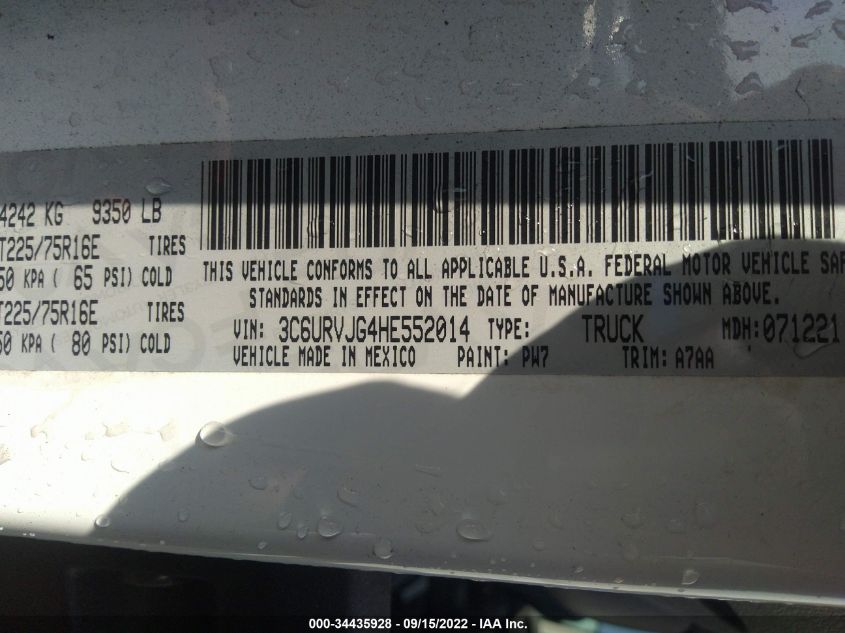 4242 KG 9350 LB
T225/75R16E TIRES
50 KPA ( 65 PSI) COLD
T225/75R16E TIRES
50 KPA ( 80 PSI) COLD
THIS VEHICLE CONFORMS TO ALL APPLICABLE U.S.A. FEDERAL MOTOR VEHICLE SAF
STANDARDS IN EFFECT ON THE DATE OF MANUFACTURE SHOWN ABOVE.
VIN: 3C6URVJG4HE552014 TYPE: TRUCK MDH:071221
VEHICLE MADE IN MEXICO PAINT: PW7 TRIM: A7AA
000-34435928 - 09/15/2022 - IAA Inc.